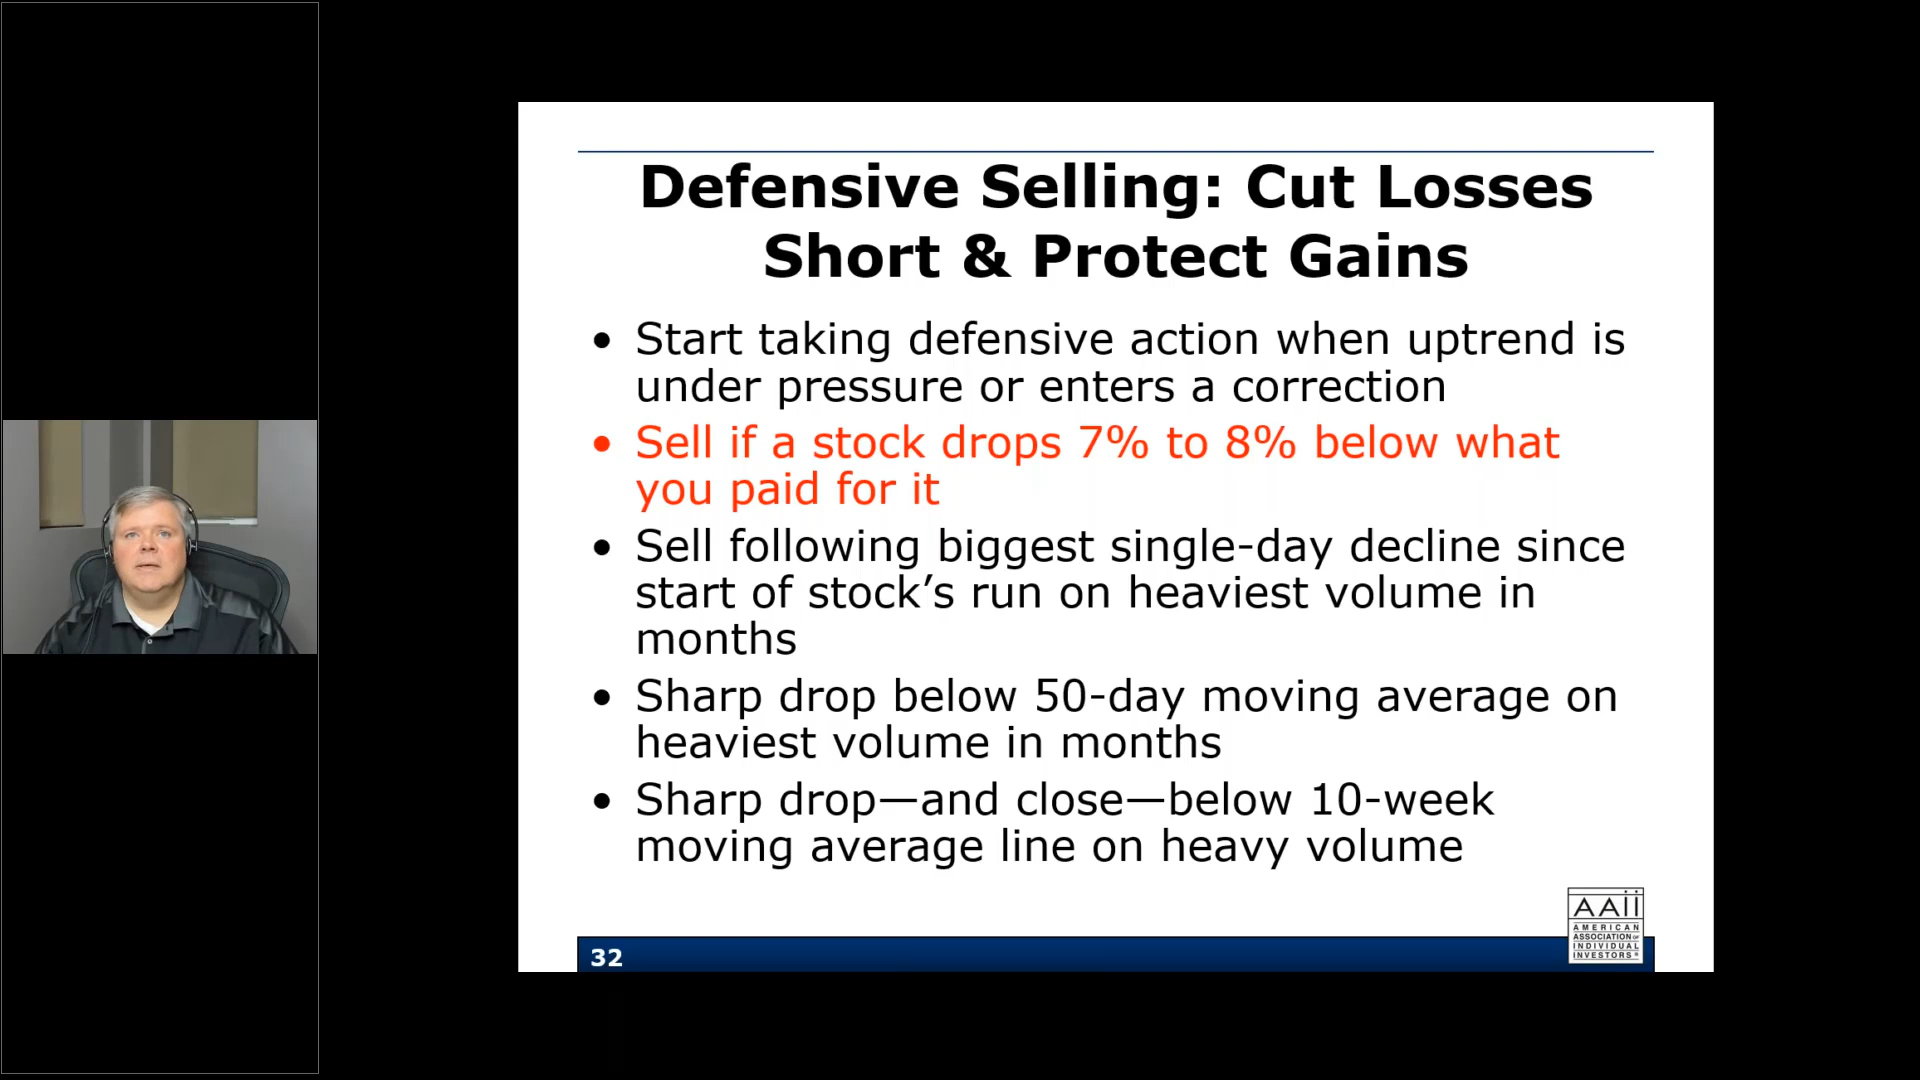 Defensive Selling: Cut Losses
Short & Protect Gains
• Start taking defensive action when uptrend is
under pressure or enters a correction
• Sell if a stock drops 7% to 8% below what
you paid for it
• Sell following biggest single-day decline since
start of stock’s run on heaviest volume in
months
• Sharp drop below 50-day moving average on
heaviest volume in months
• Sharp drop—and close—below 10-week
moving average line on heavy volume
AAii
AMERICAN
ASSOCIATION OF
INDIVIDUAL
INVESTORS®
32